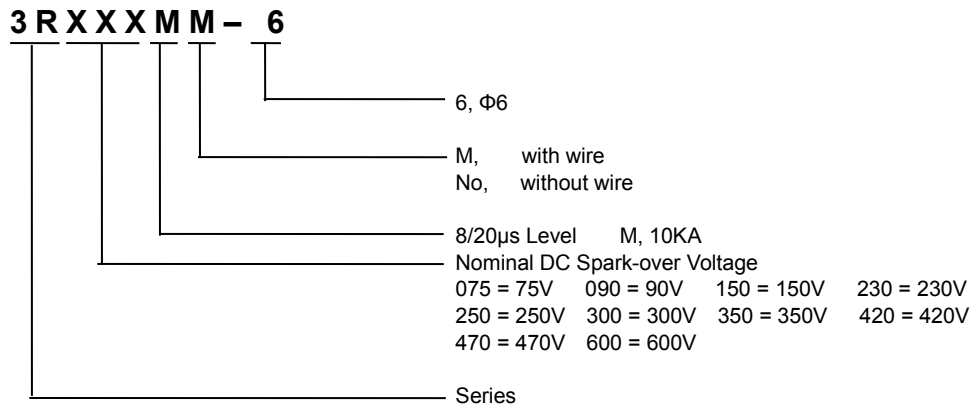 3 R X X X M M – 6
6, Φ6
M, with wire
No, without wire
8/20μs Level M, 10KA
Nominal DC Spark-over Voltage
075 = 75V 090 = 90V 150 = 150V 230 = 230V
250 = 250V 300 = 300V 350 = 350V 420 = 420V
470 = 470V 600 = 600V
Series